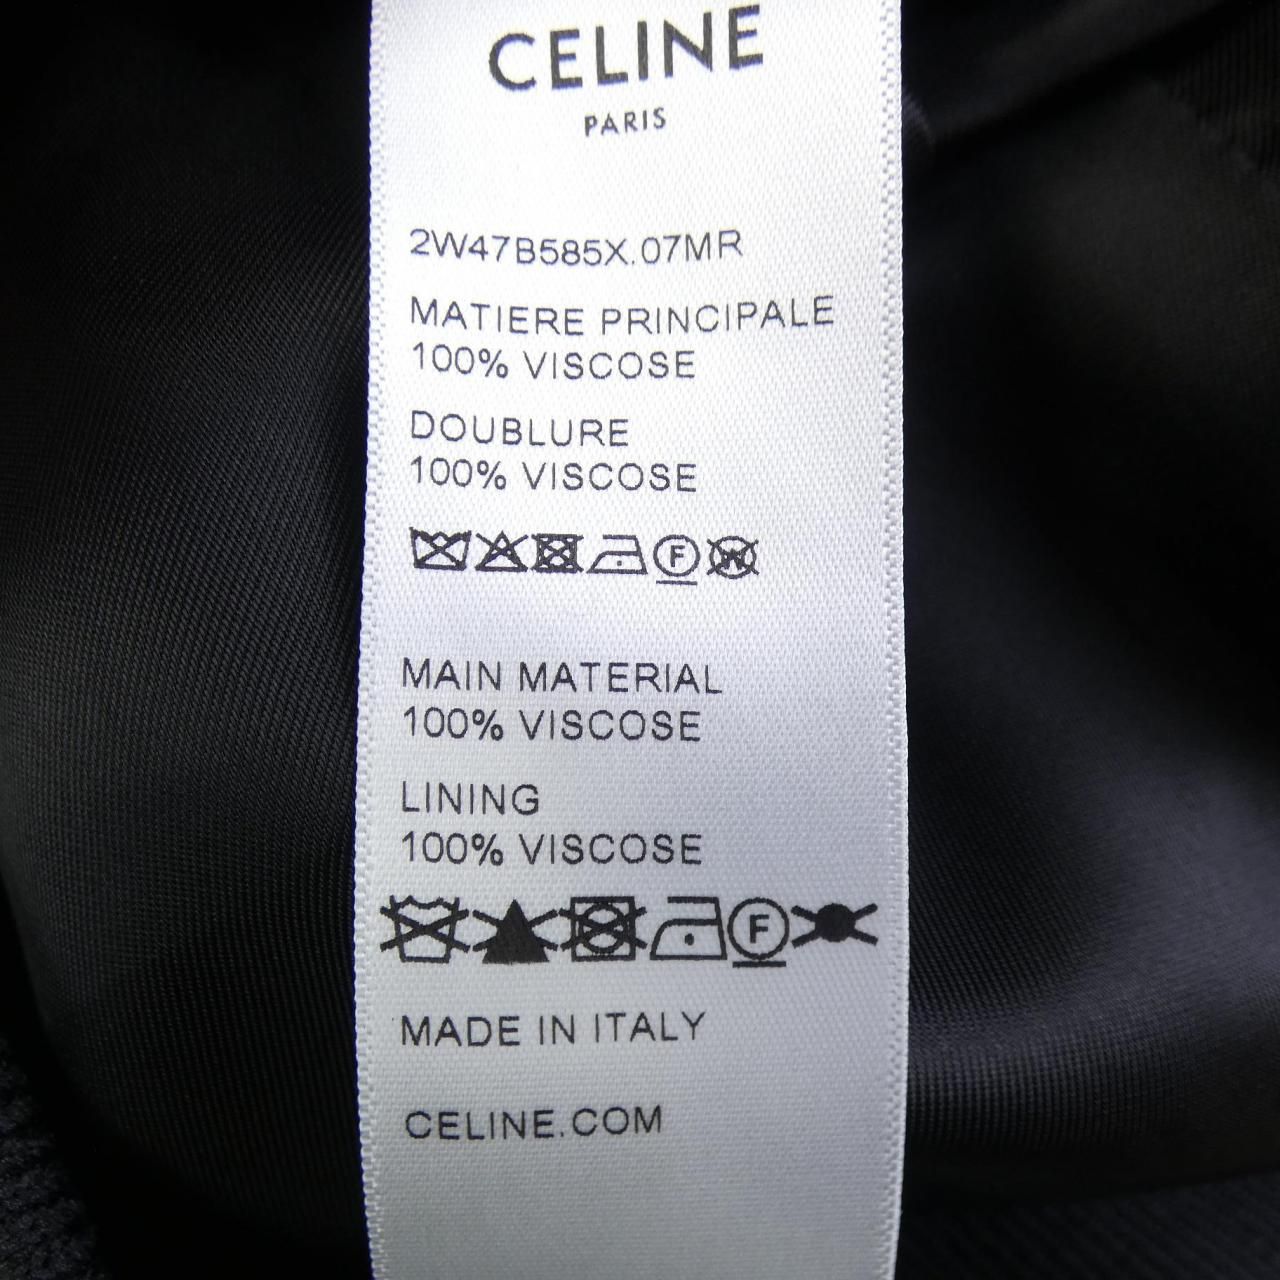 CELINE
PARIS
2W47B585X.07MR
MATIERE PRINCIPALE
100% VISCOSE
DOUBLURE
100% VISCOSE
F W
MAIN MATERIAL
100% VISCOSE
LINING
100% VISCOSE
F
MADE IN ITALY
CELINE.COM